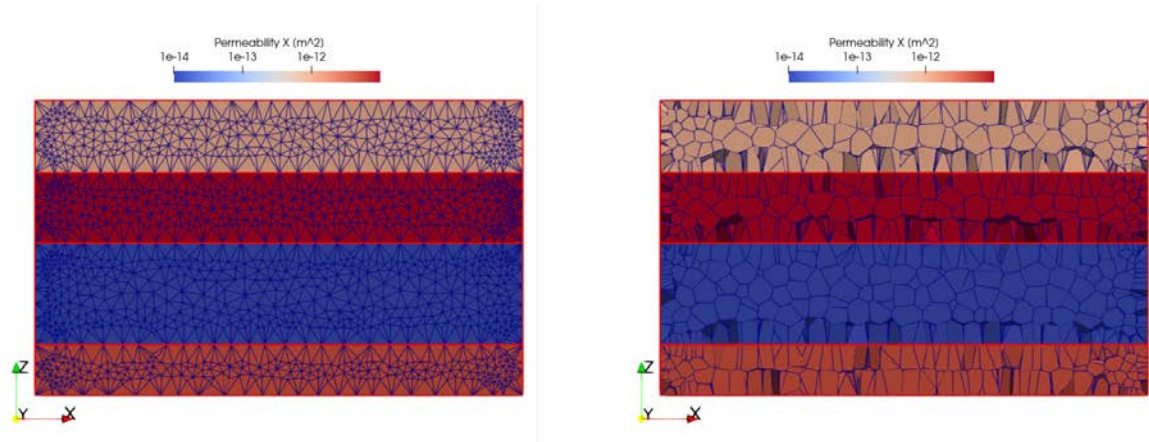 Permeability X [m^2]
1e-14 1e-13 1e-12
Z
Y X
Permeability X [m^2]
1e-14 1e-13 1e-12
Z
Y X